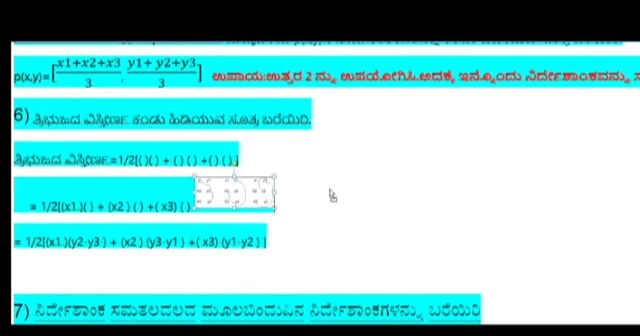 p(x,y)=[x1+x2+x3/3, y1+ y2+y3/3] ಉಪಾಯ:ಉತ್ತರ 2 ನ್ನು ಉಪಯೋಗಿಸಿ.ಅದಕ್ಕೆ ಇನ್ನೊಂದು ನಿರ್ದೇಶಾಂಕವನ್ನು
6) ತ್ರಿಭುಜದ ವಿಸ್ತೀರ್ಣ ಕಂಡು ಹಿಡಿಯುವ ಸೂತ್ರ ಬರೆಯಿರಿ.
ತ್ರಿಭುಜದ ವಿಸ್ತೀರ್ಣ=1/2[( )( ) + ( ) ( ) +( ) ( ) ]
= 1/2[(x1.)( ) + (x2 ) ( ) +( x3) ( )
= 1/2[(x1.)(y2-y3 ) + (x2 ) (y3-y1 ) +( x3) (y1-y2 ) ]
7) ನಿರ್ದೇಶಾಂಕ ಸಮತಲದಲದ ಮೂಲಬಿಂದುವಿನ ನಿರ್ದೇಶಾಂಕಗಳನ್ನು ಬರೆಯಿರಿ